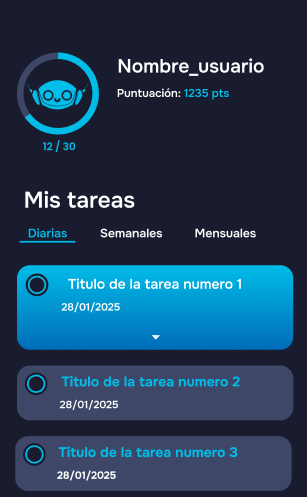 Nombre_usuario
Puntuación: 1235 pts
12 / 30
Mis tareas
Diarias Semanales Mensuales
Titulo de la tarea numero 1
28/01/2025
Titulo de la tarea numero 2
28/01/2025
Titulo de la tarea numero 3
28/01/2025